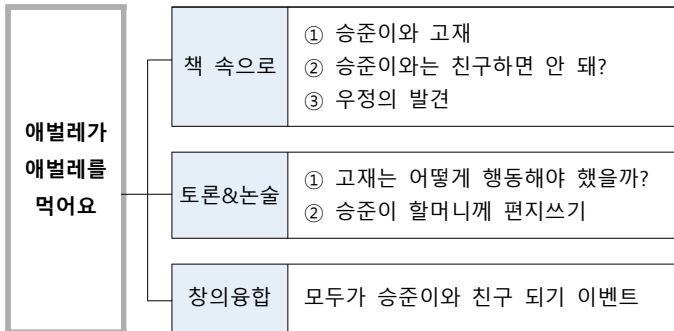 애벌레가
애벌레를
먹어요
책 속으로
① 승준이와 고재
② 승준이와는 친구하면 안 돼?
③ 우정의 발견
토론&논술
① 고재는 어떻게 행동해야 했을까?
② 승준이 할머니께 편지쓰기
창의융합
모두가 승준이와 친구 되기 이벤트